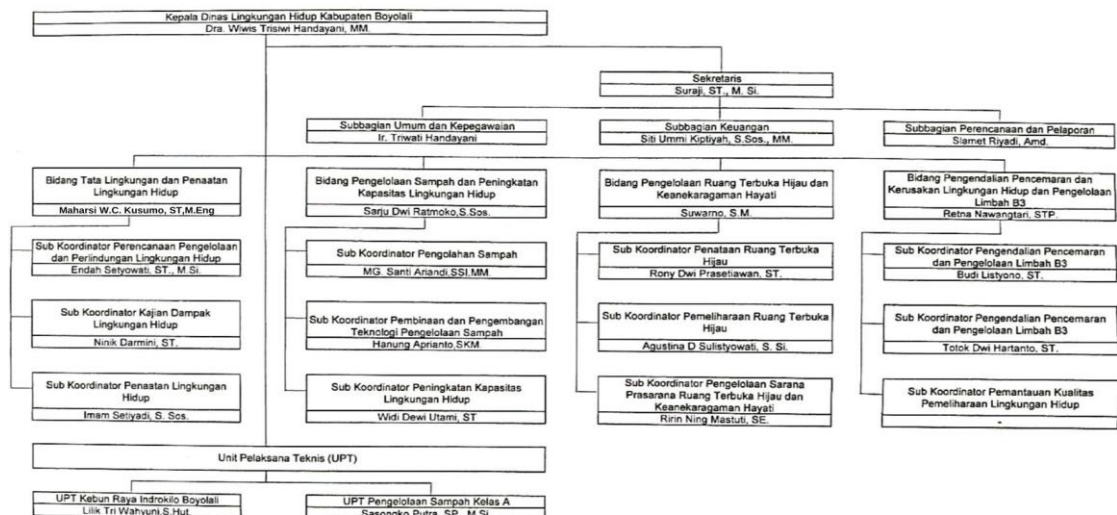 Kepala Dinas Lingkungan Hidup Kabupaten Boyolali
Dra. Wiwis Trisiwi Handayani, MM.
Sekretaris
Suraji, ST., M. Si.
Subbagian Umum dan Kepegawaian
Ir. Triwati Handayani
Subbagian Keuangan
Siti Ummi Kiptiyah, S.Sos., MM.
Subbagian Perencanaan dan Pelaporan
Slamet Riyadi, Amd.
Bidang Tata Lingkungan dan Penaatan
Lingkungan Hidup
Maharsi W.C. Kusumo, ST,M.Eng
Bidang Pengelolaan Sampah dan Peningkatan
Kapasitas Lingkungan Hidup
Sarju Dwi Ratmoko,S.Sos.
Bidang Pengelolaan Ruang Terbuka Hijau dan
Keanekaragaman Hayati
Suwarno, S.M.
Bidang Pengendalian Pencemaran dan
Kerusakan Lingkungan Hidup dan Pengelolaan
Limbah B3
Retna Nawangtari, STP.
Sub Koordinator Perencanaan Pengelolaan
dan Perlindungan Lingkungan Hidup
Endah Setyowati, ST., M.Si.
Sub Koordinator Pengolahan Sampah
MG. Santi Ariandi,SSI,MM
Sub Koordinator Penataan Ruang Terbuka
Hijau
Rony Dwi Prasetiawan, ST.
Sub Koordinator Pengendalian Pencemaran
dan Pengelolaan Limbah B3
Budi Listyono, ST.
Sub Koordinator Kajian Dampak
Lingkungan Hidup
Ninik Darmini, ST.
Sub Koordinator Pembinaan dan Pengembangan
Teknologi Pengelolaan Sampah
Hanung Aprianto,SKM
Sub Koordinator Pemeliharaan Ruang Terbuka
Hijau
Agustina D Sulistyowati, S. Si.
Sub Koordinator Pengendalian Pencemaran
dan Pengelolaan Limbah B3
Totok Dwi Hartanto, ST.
Sub Koordinator Penaatan Lingkungan
Hidup
Imam Setiyadi, S. Sos.
Sub Koordinator Peningkatan Kapasitas
Lingkungan Hidup
Widi Dewi Utami, ST
Sub Koordinator Pengelolaan Sarana
Prasarana Ruang Terbuka Hijau dan
Keanekaragaman Hayati
Ririn Ning Mastuti, SE.
Sub Koordinator Pemantauan Kualitas
Pemeliharaan Lingkungan Hidup
-
Unit Pelaksana Teknis (UPT)
UPT Kebun Raya Indrokilo Boyolali
Lilik Tri Wahyuni,S.Hut.
UPT Pengelolaan Sampah Kelas A
Sasongko Putra, SP., M.Si.